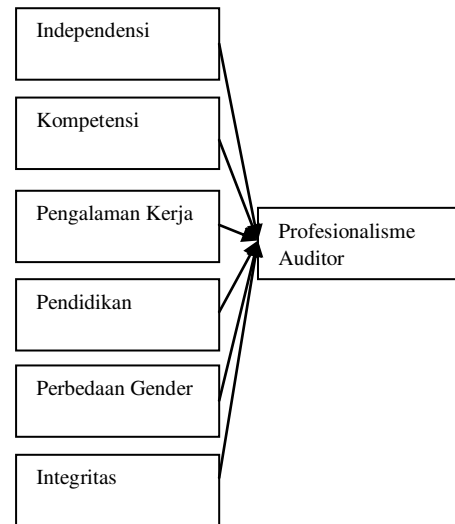 Independensi
Kompetensi
Pengalaman Kerja
Pendidikan
Perbedaan Gender
Integritas
Profesionalisme
Auditor